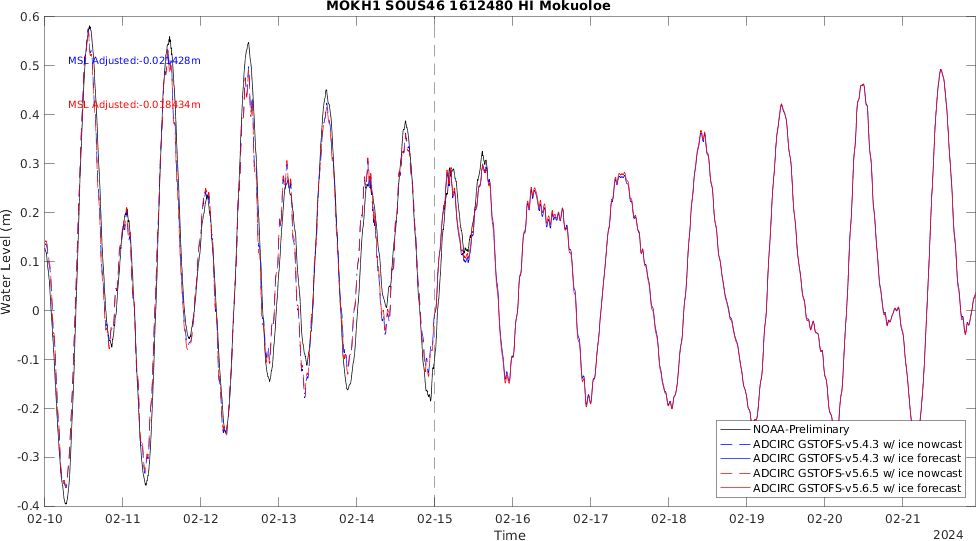 MOKH1 SOUS46 1612480 HI Mokuoloe
0.6
0.5
0.4
0.3
0.2
0.1
0
-0.1
-0.2
-0.3
-0.4
Water Level (m)
MSL Adjusted:-0.021428m
MSL Adjusted:-0.018434m
NOAA-Preliminary
ADCIRC GSTOFS-v5.4.3 w/ ice nowcast
ADCIRC GSTOFS-v5.4.3 w/ ice forecast
ADCIRC GSTOFS-v5.6.5 w/ ice nowcast
ADCIRC GSTOFS-v5.6.5 w/ ice forecast
02-10 02-11 02-12 02-13 02-14 02-15 02-16 02-17 02-18 02-19 02-20 02-21
Time
2024